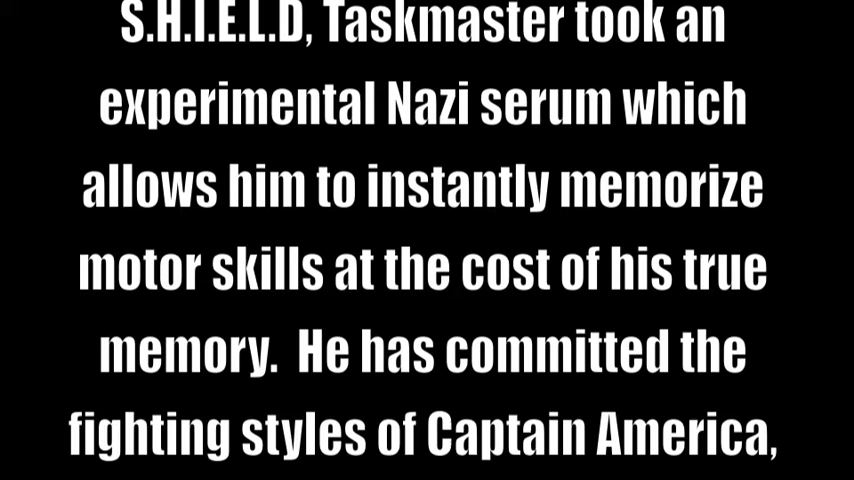 S.H.I.E.L.D, Taskmaster took an
experimental Nazi serum which
allows him to instantly memorize
motor skills at the cost of his true
memory.  He has committed the
fighting styles of Captain America,